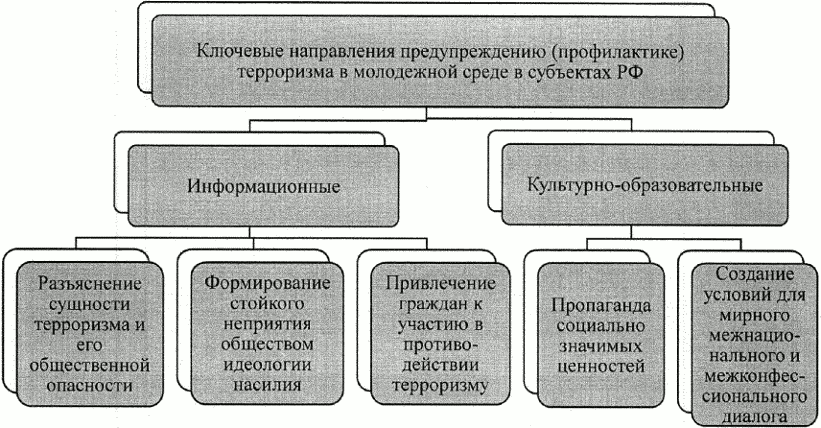 Ключевые направления предупреждению (профилактике)
терроризма в молодежной среде в субъектах РФ
Информационные
Культурно-образовательные
Разъяснение
сущности
терроризма и
его
общественной
опасности
Формирование
стойкого
неприятия
обществом
идеологии
насилия
Привлечение
граждан к
участию в
противо-
действии
терроризму
Пропаганда
социально
значимых
ценностей
Создание
условий для
мирного
межнацио-
нального и
межконфес-
сионального
диалога